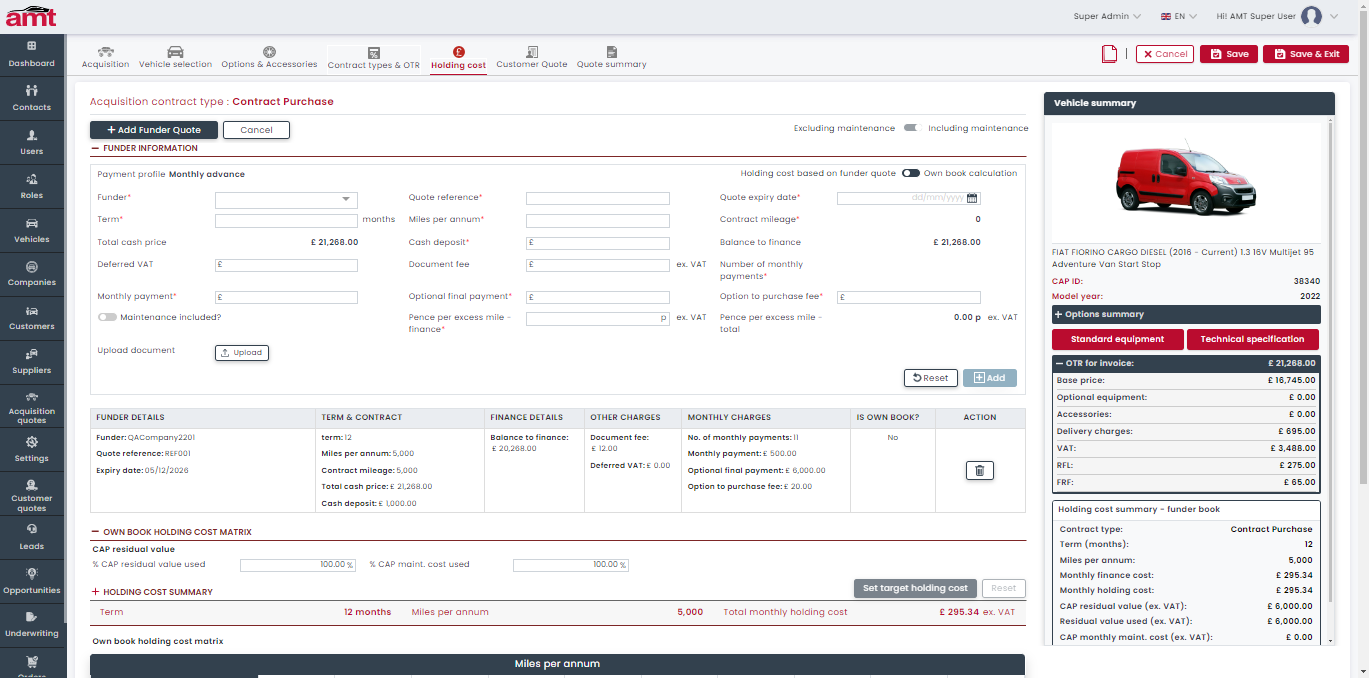 amt
Super Admin
EN
Hi! AMT Super User
Dashboard
Contacts
Users
Roles
Vehicles
Companies
Customers
Suppliers
Acquisition
quotes
Settings
Customer
quotes
Leads
Opportunities
Underwriting
Orders
Acquisition
Vehicle selection
Options & Accessories
Contract types & OTR
Holding cost
Customer Quote
Quote summary
Cancel
Save
Save & Exit
Acquisition contract type : Contract Purchase
+ Add Funder Quote
Cancel
Excluding maintenance
Including maintenance
FUNDER INFORMATION
Payment profile Monthly advance
Holding cost based on funder quote
Own book calculation
Funder*
Quote reference*
Quote expiry date*
dd/mm/yyyy
Term*
months
Miles per annum*
Contract mileage*
0
Total cash price
£ 21,268.00
Cash deposit*
£
Balance to finance
£ 21,268.00
Deferred VAT
£
Document fee
£
ex. VAT
Number of monthly
payments*
Monthly payment*
£
Optional final payment*
£
Option to purchase fee*
£
Maintenance included?
Pence per excess mile -
finance*
p
ex. VAT
Pence per excess mile -
total
0.00 p
ex. VAT
Upload document
Upload
Reset
Add
FUNDER DETAILS
TERM & CONTRACT
FINANCE DETAILS
OTHER CHARGES
MONTHLY CHARGES
IS OWN BOOK?
ACTION
Funder: QACompany2201
Quote reference: REF001
Expiry date: 05/12/2026
term: 12
Miles per annum: 5,000
Contract mileage: 5,000
Total cash price: £ 21,268.00
Cash deposit: £ 1,000.00
Balance to finance:
£ 20,268.00
Document fee:
£ 12.00
Deferred VAT: £ 0.00
No. of monthly payments: 11
Monthly payment: £ 500.00
Optional final payment: £ 6,000.00
Option to purchase fee: £ 20.00
No
OWN BOOK HOLDING COST MATRIX
CAP residual value
% CAP residual value used
100.00 %
% CAP maint. cost used
100.00 %
+ HOLDING COST SUMMARY
Set target holding cost
Reset
Term
12 months
Miles per annum
5,000
Total monthly holding cost
£ 295.34 ex. VAT
Own book holding cost matrix
Miles per annum
Vehicle summary
FIAT FIORINO CARGO DIESEL (2016 - Current) 1.3 16V Multijet 95
Adventure Van Start Stop
CAP ID:
38340
Model year:
2022
+ Options summary
Standard equipment
Technical specification
OTR for invoice:
£ 21,268.00
Base price:
£ 16,745.00
Optional equipment:
£ 0.00
Accessories:
£ 0.00
Delivery charges:
£ 695.00
VAT:
£ 3,488.00
RFL:
£ 275.00
FRF:
£ 65.00
Holding cost summary - funder book
Contract type:
Contract Purchase
Term (months):
12
Miles per annum:
5,000
Monthly finance cost:
£ 295.34
Monthly holding cost:
£ 295.34
CAP residual value (ex. VAT):
£ 6,000.00
Residual value used (ex. VAT):
£ 6,000.00
CAP monthly maint. cost (ex. VAT):
£ 0.00